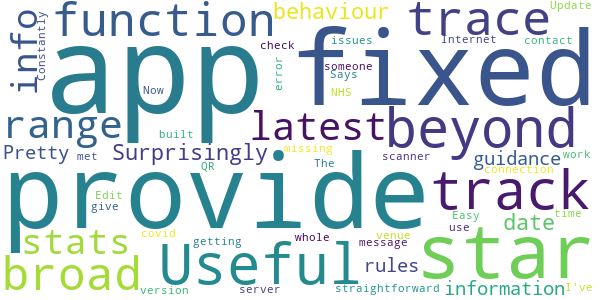 Update
function behaviour trace
constantly info app fixed
check issues Internet contact
someone
Says
error NHS
Now
range built latest beyond
Pretty met Surprisingly missing scanner guidance work
The
QR connection
provide track
Edit give Easy date time
use
stats covid getting whole message venue rules star
broad Useful
version server straightforward information I've